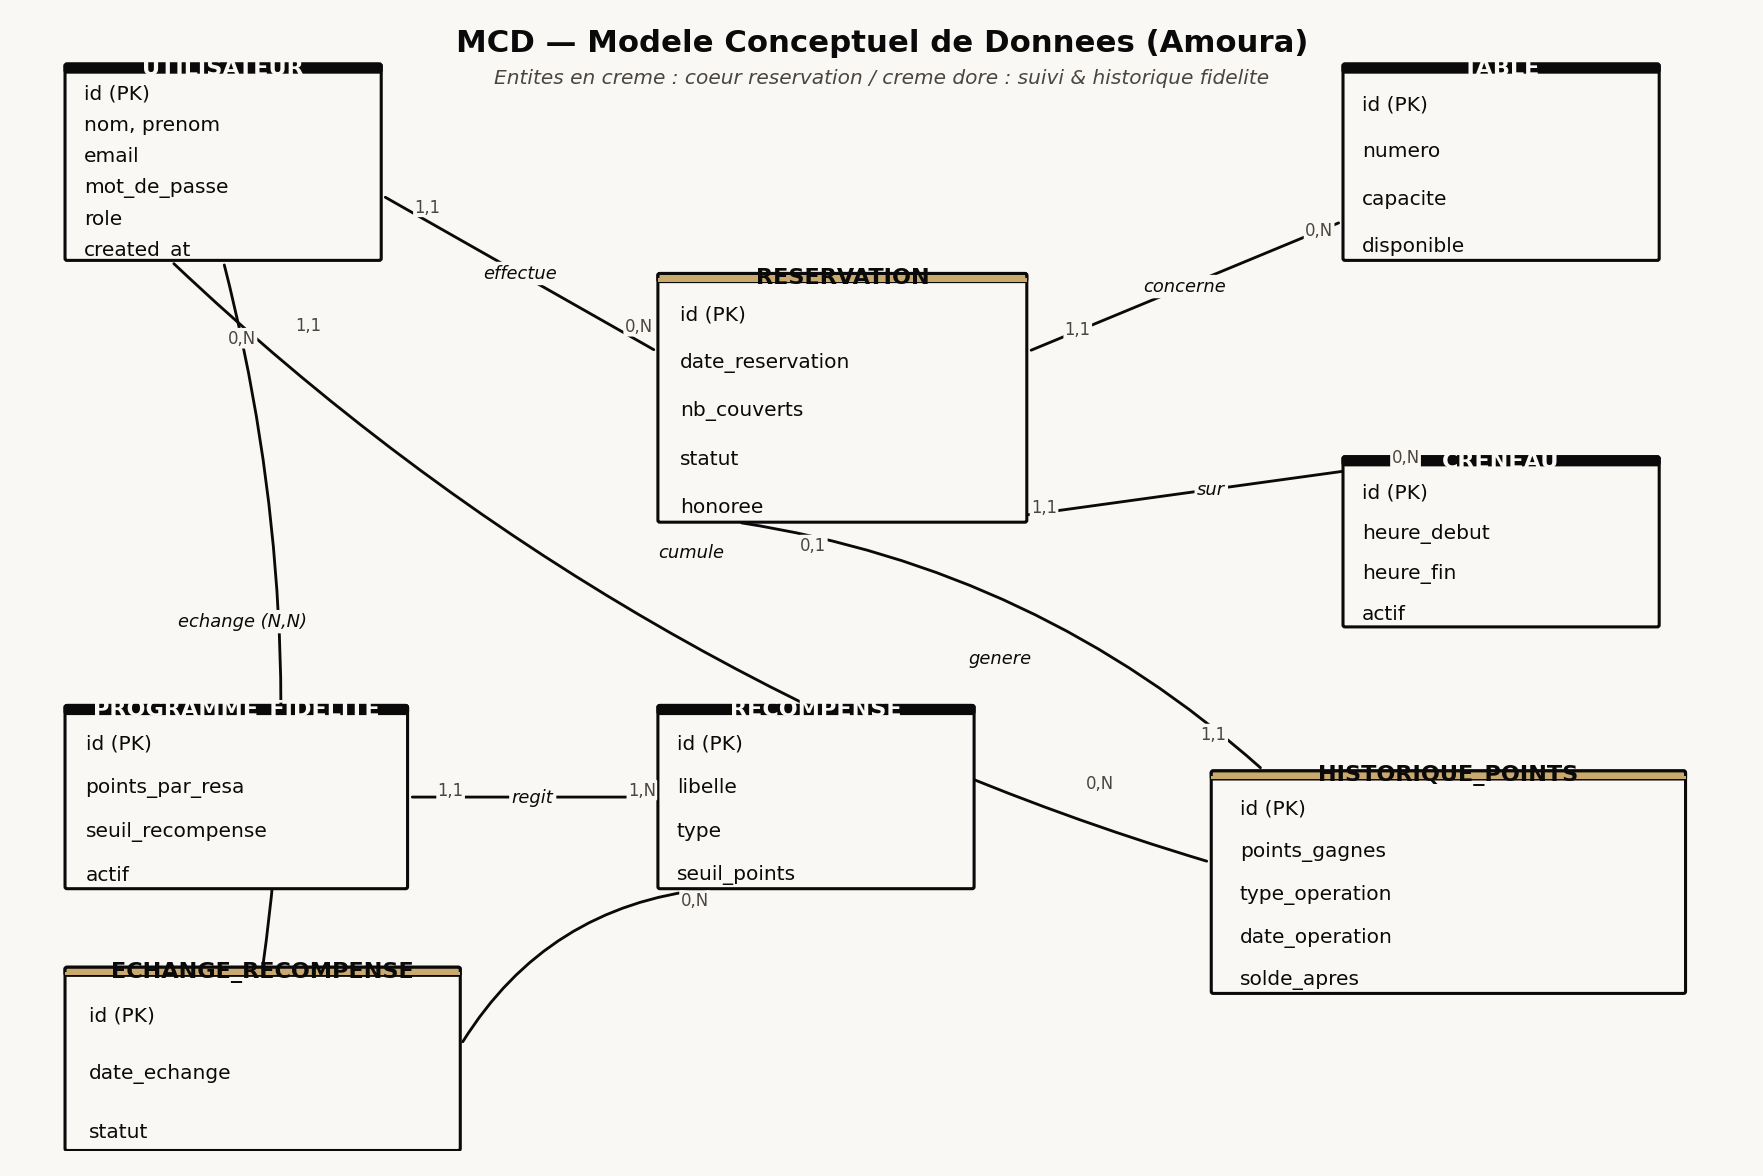 MCD — Modele Conceptuel de Donnees (Amoura)
Entites en creme : coeur reservation / creme dore : suivi & historique fidelite
UTILISATEUR
id (PK)
nom, prenom
email
mot_de_passe
role
created_at
TABLE
id (PK)
numero
capacite
disponible
1,1
effectue
0,N
RESERVATION
id (PK)
date_reservation
nb_couverts
statut
honoree
0,N
concerne
1,1
0,N
1,1
CRENEAU
id (PK)
heure_debut
heure_fin
actif
0,N
sur
1,1
cumule
0,1
echange (N,N)
genere
1,1
PROGRAMME_FIDELITE
id (PK)
points_par_resa
seuil_recompense
actif
1,1
regit
1,N
RECOMPENSE
id (PK)
libelle
type
seuil_points
0,N
0,N
HISTORIQUE_POINTS
id (PK)
points_gagnes
type_operation
date_operation
solde_apres
ECHANGE_RECOMPENSE
id (PK)
date_echange
statut